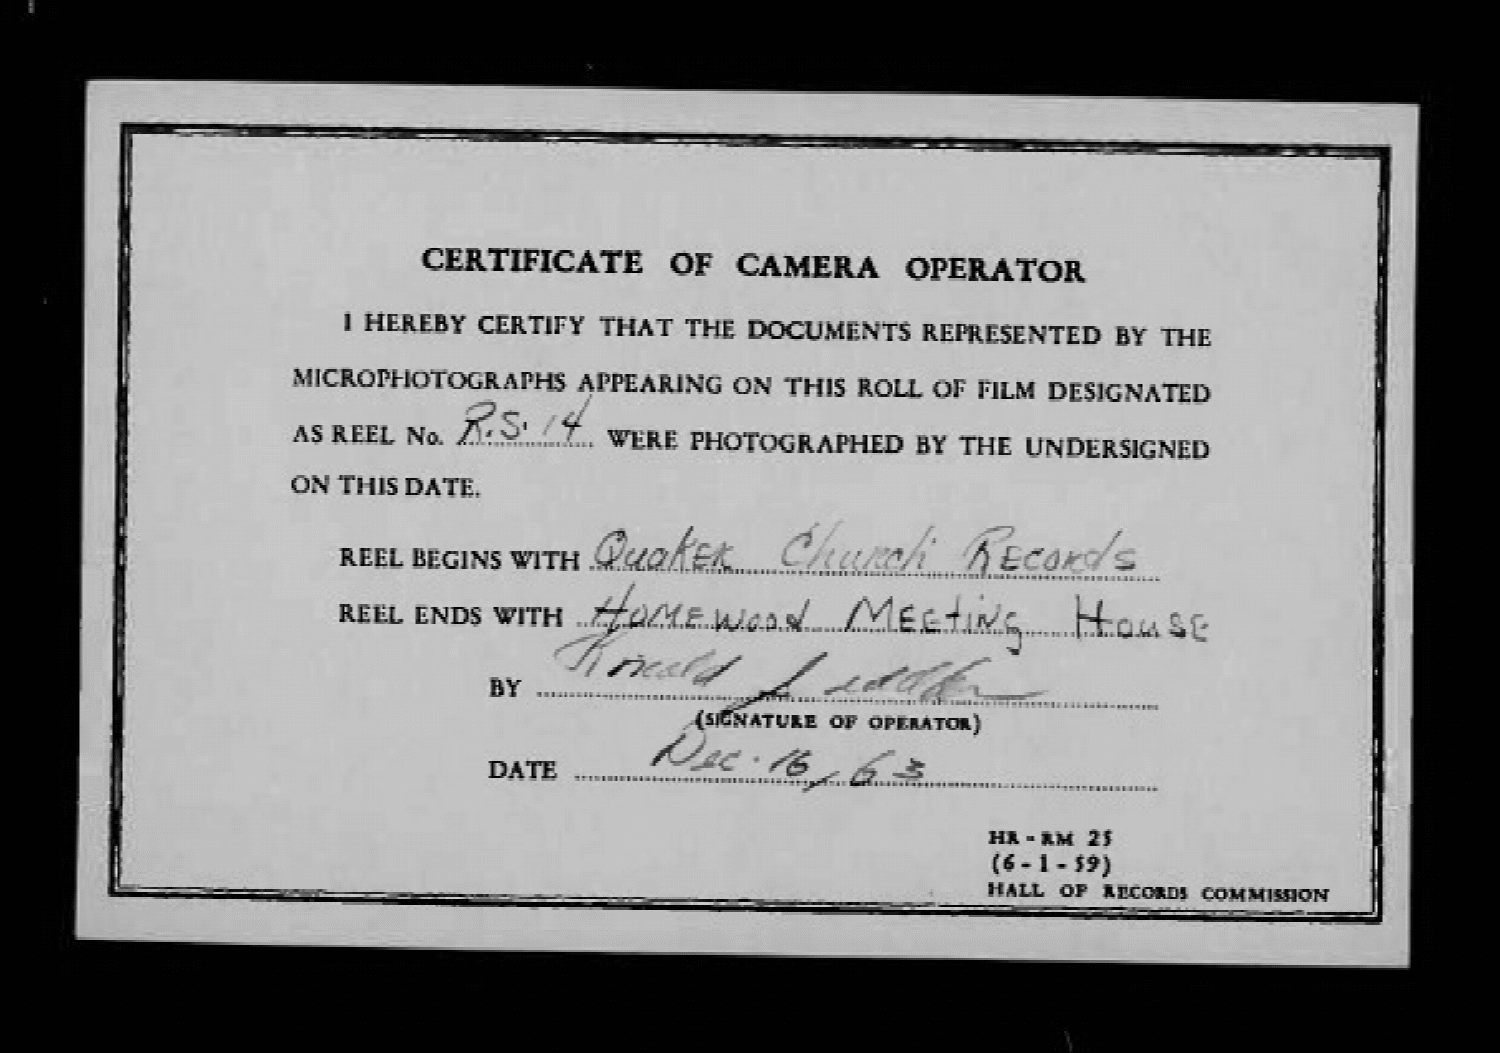 CERTIFICATE OF CAMERA OPERATOR
I HEREBY CERTIFY THAT THE DOCUMENTS REPRESENTED BY THE
MICROPHOTOGRAPHS APPEARING ON THIS ROLL OF FILM DESIGNATED
AS REEL No. R.S. 14 WERE PHOTOGRAPHED BY THE UNDERSIGNED
ON THIS DATE.
REEL BEGINS WITH Quaker Church Records
REEL ENDS WITH Homewood Meeting House
BY Ronald
(SIGNATURE OF OPERATOR)
DATE Dec. 16, 63
HR - RM 25
(6 - 1 - 59)
HALL OF RECORDS COMMISSION